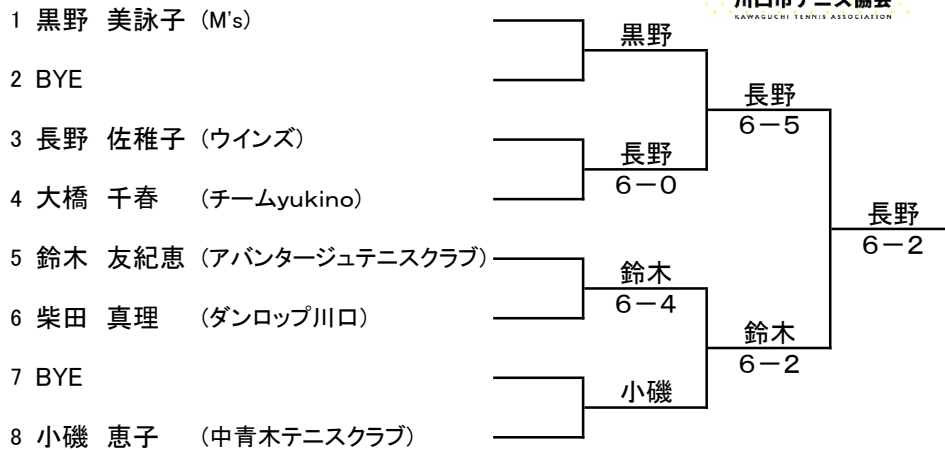 川口市テニス協会
KAWAGUCHI TENNIS ASSOCIATION
1 黒野 美詠子 (M's)
黒野
2 BYE
長野
6-5
3 長野 佐稚子 (ウインズ)
長野
6-0
4 大橋 千春 (チームyukino)
長野
6-2
5 鈴木 友紀恵 (アバンタージュテニスクラブ)
鈴木
6-4
6 柴田 真理 (ダンロップ川口)
鈴木
6-2
7 BYE
小磯
8 小磯 恵子 (中青木テニスクラブ)